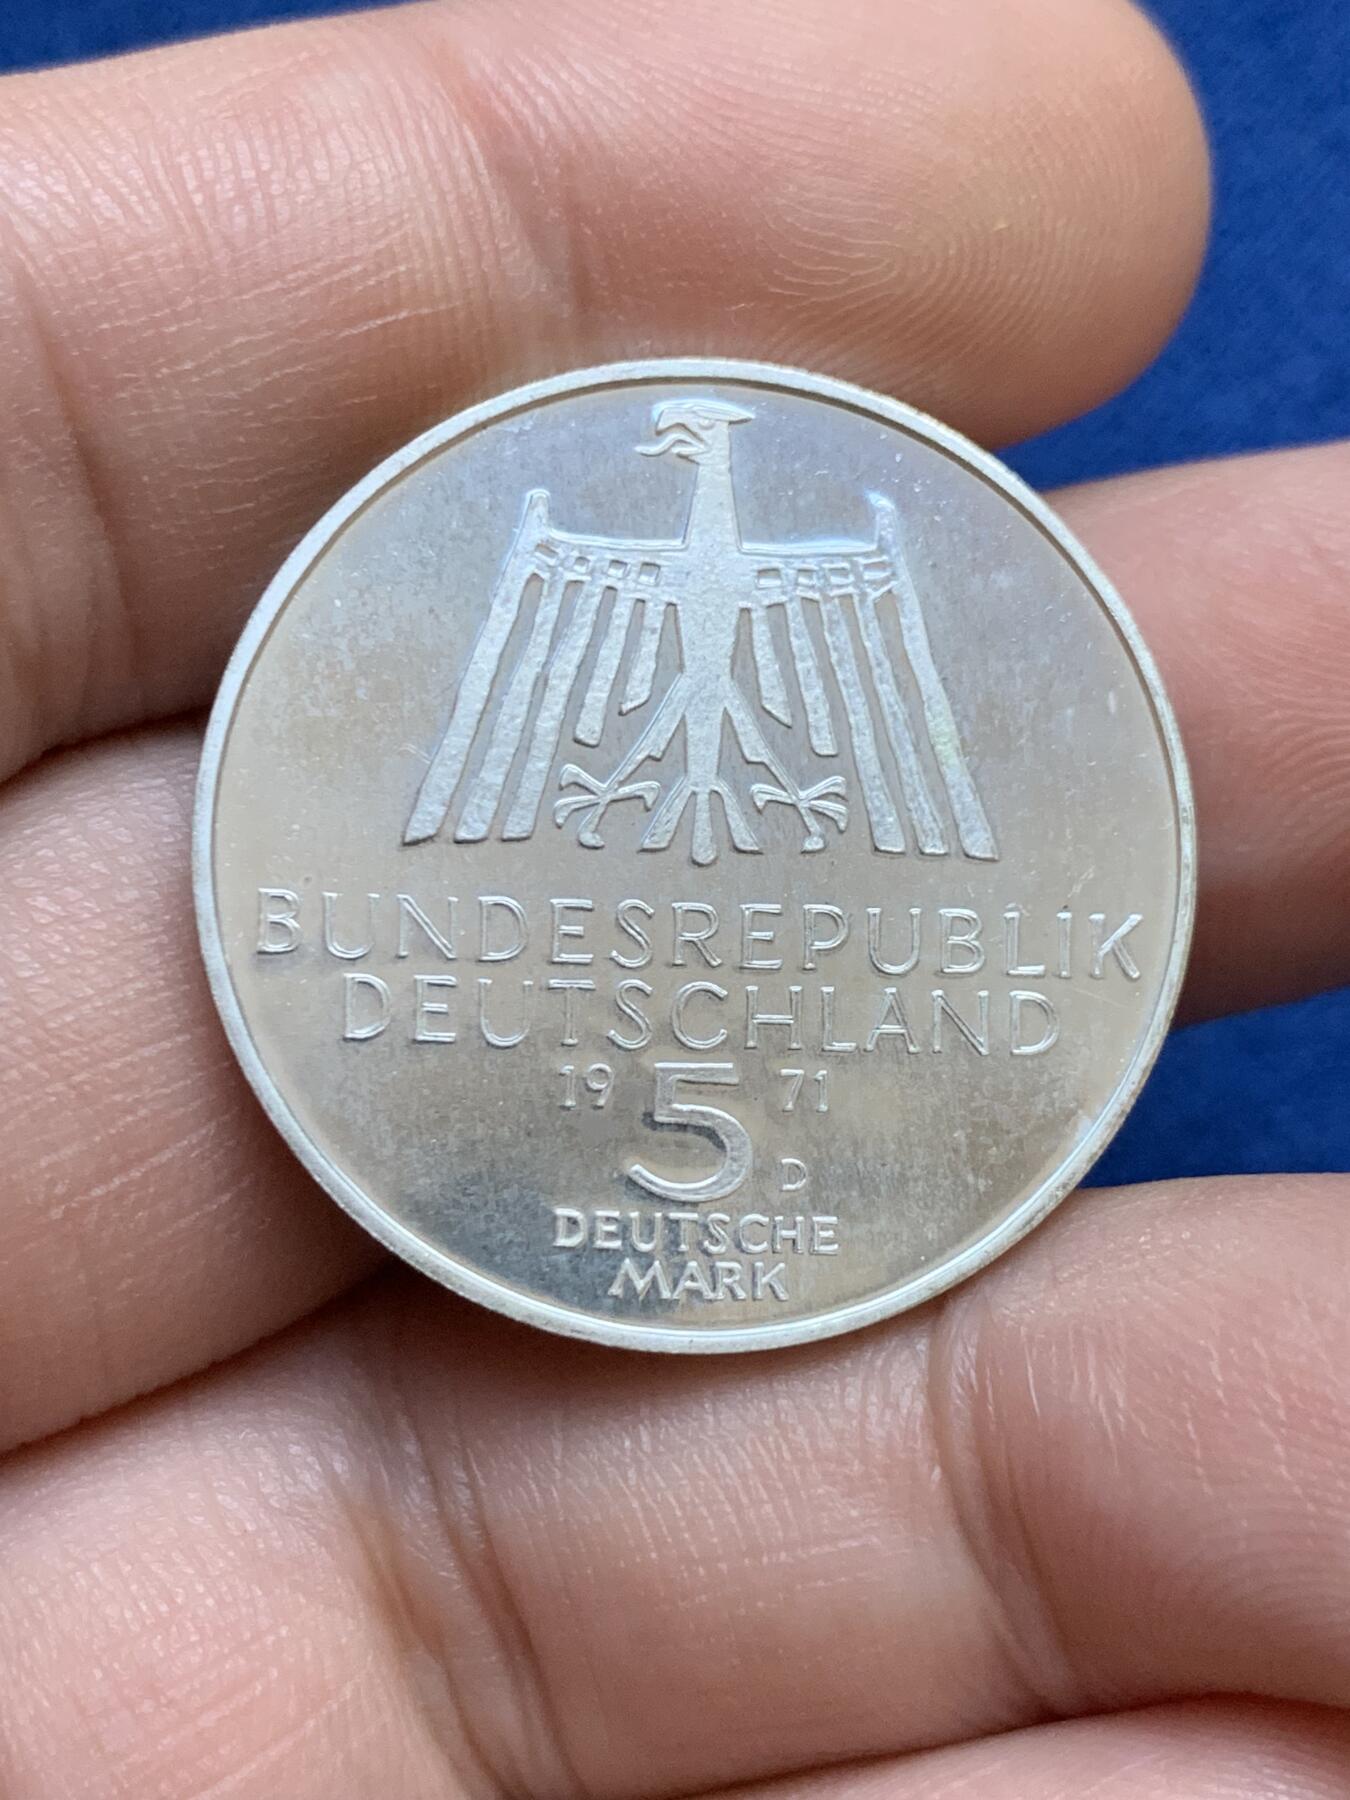 BUNDESREPUBLIK
DEUTSCHLAND
19 5 71
D
DEUTSCHE
MARK